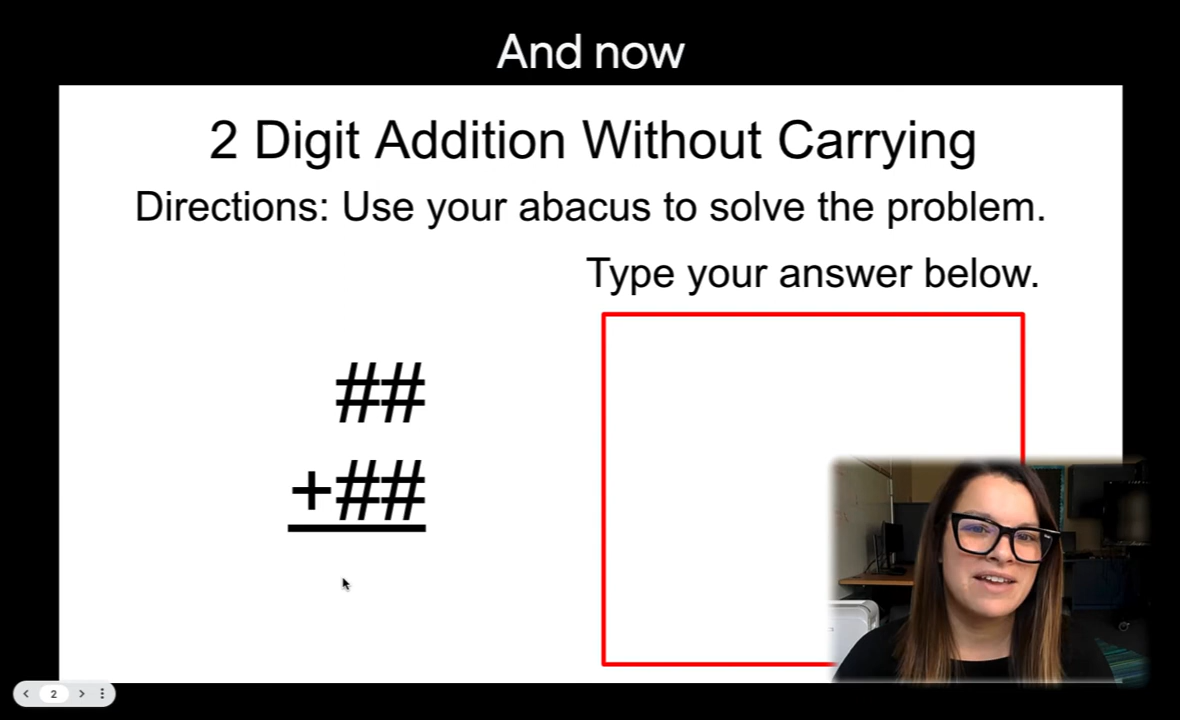 And now
2 Digit Addition Without Carrying
Directions: Use your abacus to solve the problem.
Type your answer below.
##
+##
2